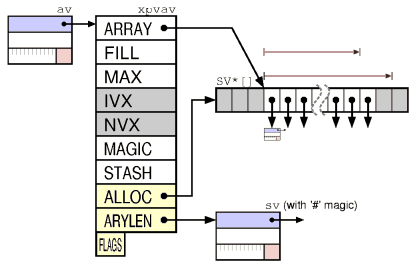 av
xpvav
ARRAY
FILL
MAX
IVX
NVX
MAGIC
STASH
ALLOC
ARYLEN
FLAGS
SV*[]
sv (with '#' magic)